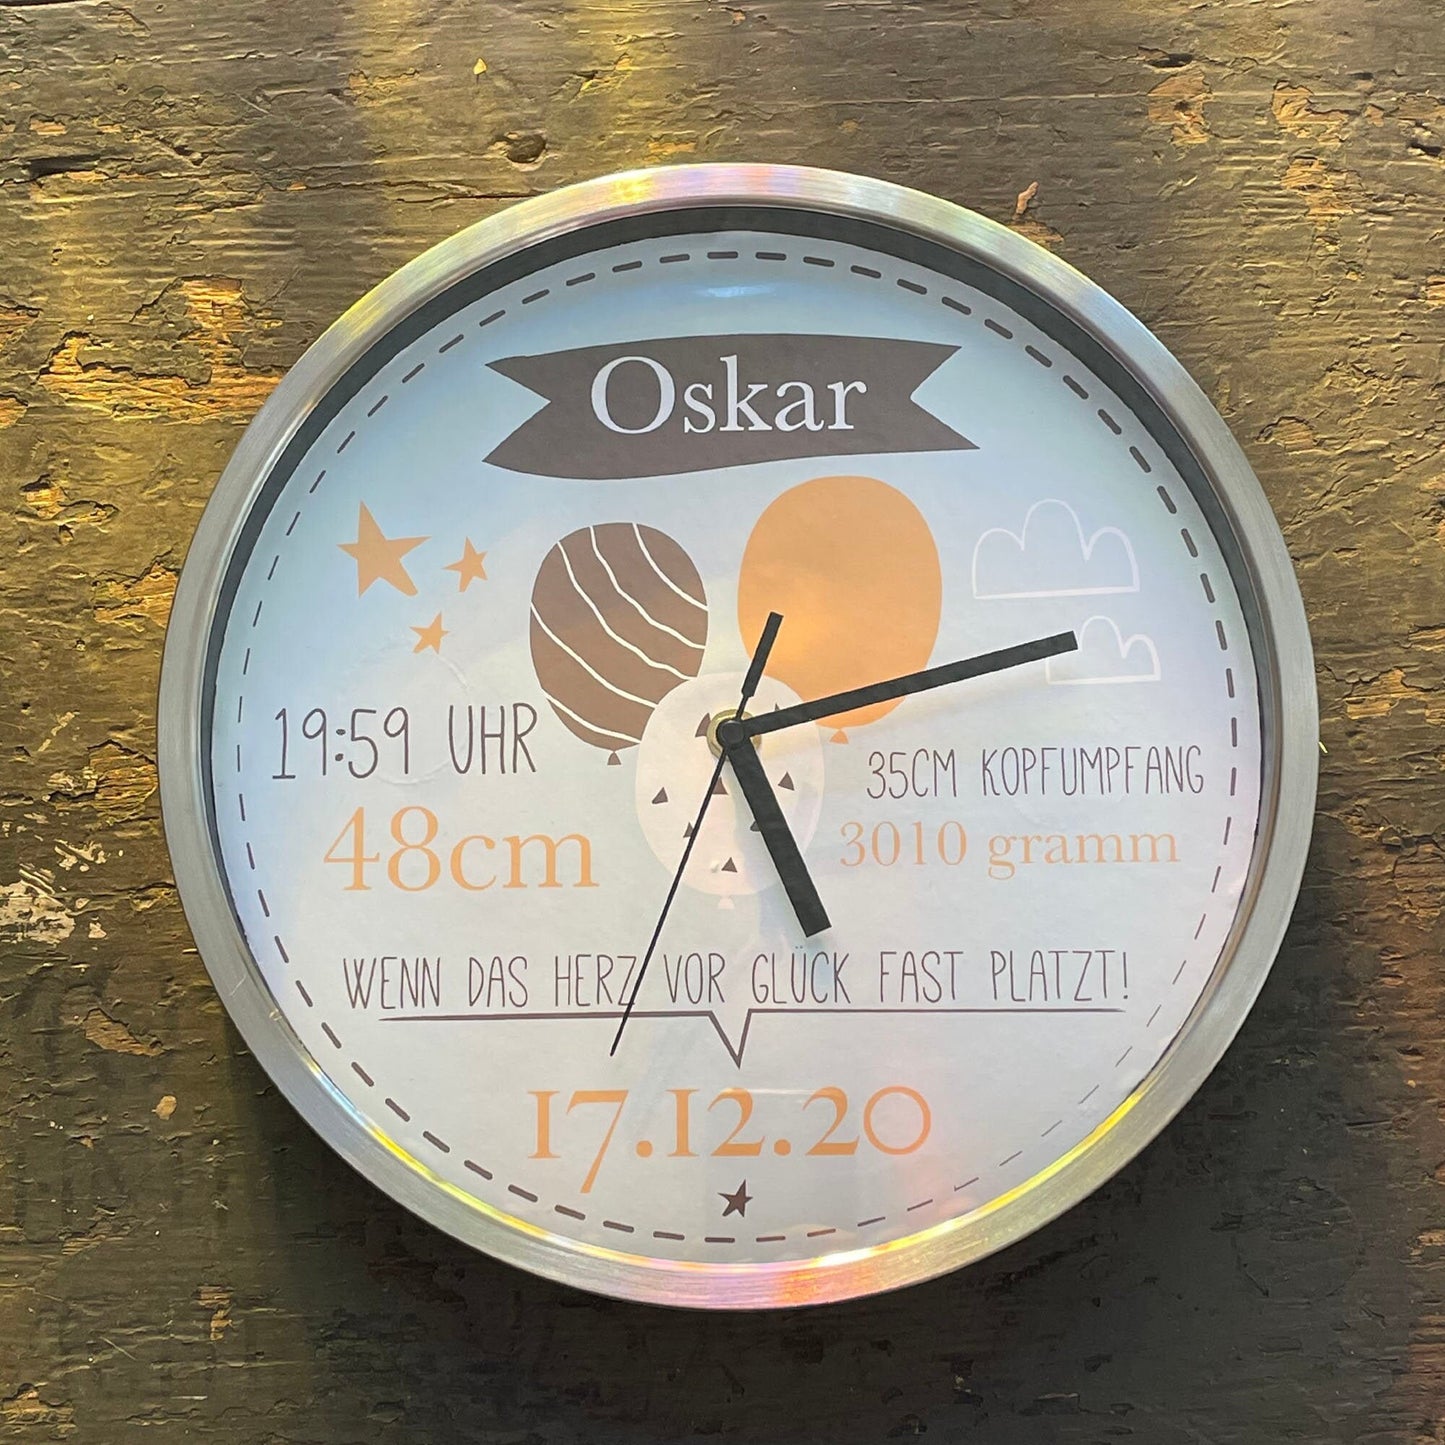 Oskar
19:59 UHR
48cm
35CM KOPFUMPFANG
3010 gramm
WENN DAS HERZ VOR GLÜCK FAST PLATZT!
17.12.20